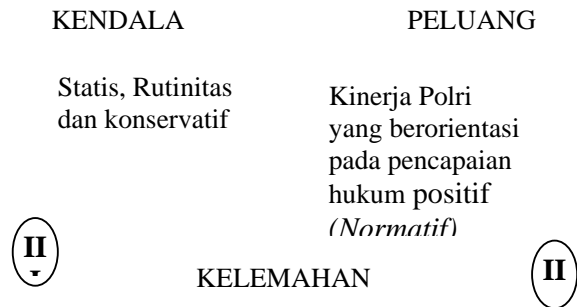 KENDALA PELUANG
Statis, Rutinitas
dan konservatif
Kinerja Polri
yang berorientasi
pada pencapaian
hukum positif
(Normatif)
II
KELEMAHAN
II